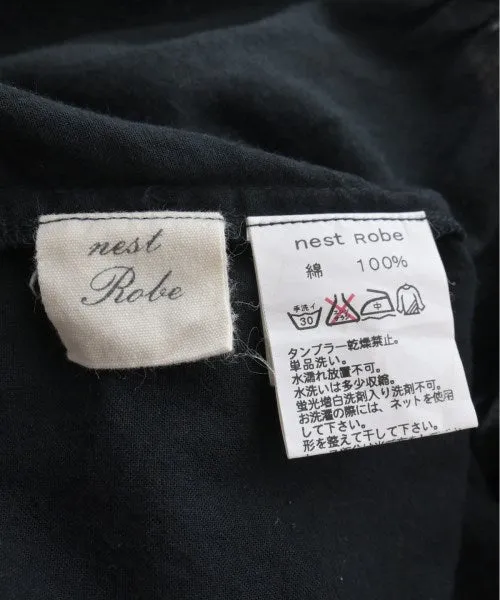 nest
Robe
nest Robe
綿 100%
手洗イ
30
中
タンブラー乾燥禁止。
単品洗い。
水濡れ放置不可。
水洗いは多少収縮。
蛍光増白洗剤入り洗剤不可。
お洗濯の際には、ネットを使用
して下さい。
形を整えて干して下さい。